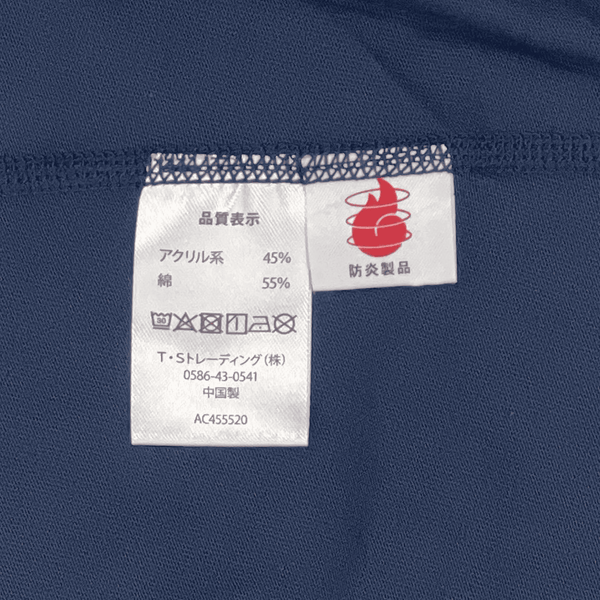 品質表示
アクリル系 45%
綿 55%
30
T・Sトレーディング(株)
0586-43-0541
中国製
AC455520
防炎製品